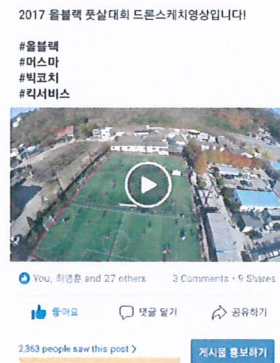 2017 올블랙 풋살대회 드론스케치영상입니다!
#올블랙
#머스마
#빅코치
#킥서비스
You, 최영훈 and 27 others 3 Comments • 9 Shares
좋아요 댓글 달기 공유하기
2,363 people saw this post >
게시물 홍보하기